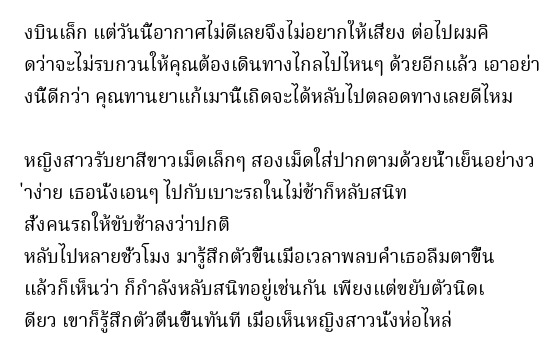 งบินเล็ก แต่วันนี้อากาศไม่ดีเลยจึงไม่อยากให้เสี่ยง ต่อไปผมคิ
ดว่าจะไม่รบกวนให้คุณต้องเดินทางไกลไปไหนๆ ด้วยอีกแล้ว เอาอย่า
งนี้ดีกว่า คุณทานยาแก้เมานี่เถิดจะได้หลับไปตลอดทางเลยดีไหม
หญิงสาวรับยาสีขาวเม็ดเล็กๆ สองเม็ดใส่ปากตามด้วยน้ำเย็นอย่างว
่าง่าย เธอนั่งเอนๆ ไปกับเบาะรถในไม่ช้าก็หลับสนิท
สั่งคนรถให้ขับช้าลงว่าปกติ
หลับไปหลายชั่วโมง มารู้สึกตัวขึ้นเมื่อเวลาพลบค่ำเธอลืมตาขึ้น
แล้วก็เห็นว่า ก็กำลังหลับสนิทอยู่เช่นกัน เพียงแต่ขยับตัวนิดเ
ดียว เขาก็รู้สึกตัวตื่นขึ้นทันที เมื่อเห็นหญิงสาวนั่งห่อไหล่